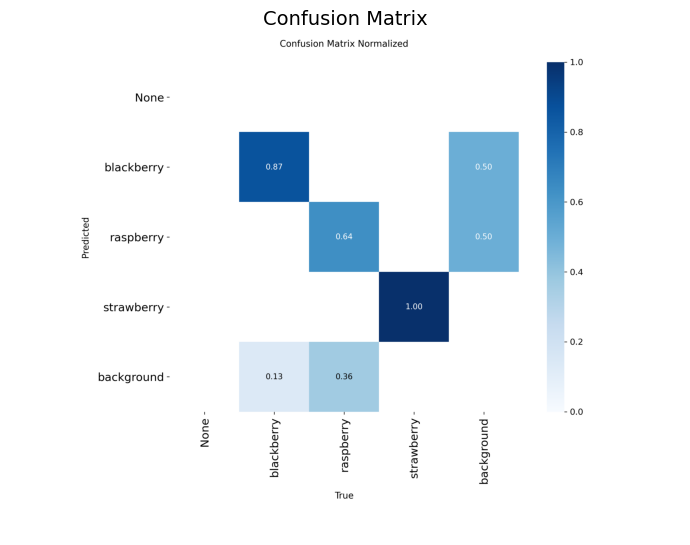 Confusion Matrix
Confusion Matrix Normalized
None
blackberry
raspberry
strawberry
background
Predicted
0.87
0.50
0.64
0.50
1.00
0.13
0.36
None
blackberry
raspberry
strawberry
background
True
1.0
0.8
0.6
0.4
0.2
0.0